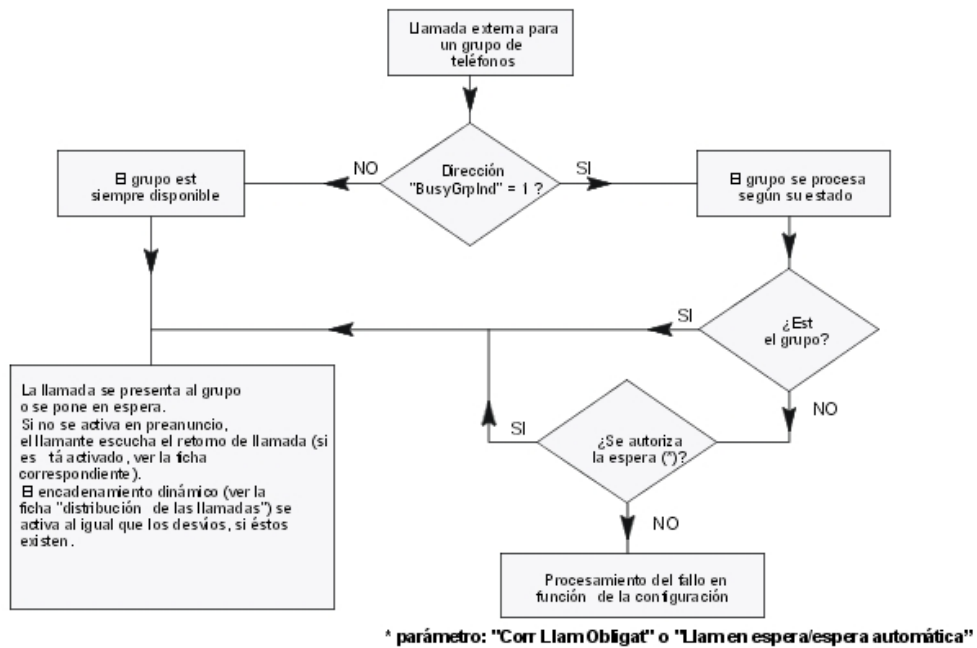 Llamada externa para
un grupo de
teléfonos
Dirección
"BusyGrpInd" = 1 ?
NO
SI
El grupo est
siempre disponible
El grupo se procesa
según su estado
¿Est
el grupo?
SI
NO
¿Se autoriza
la espera (*)?
SI
NO
La llamada se presenta al grupo
o se pone en espera.
Si no se activa en preanuncio,
el llamante escucha el retorno de llamada (si
es tá activado, ver la ficha
correspondiente).
El encadenamiento dinámico (ver la
ficha "distribución de las llamadas") se
activa al igual que los desvíos, si éstos
existen.
Procesamiento del fallo en
función de la configuración
* parámetro: "Corr Llam Obligat" o "Llam en espera/espera automática"